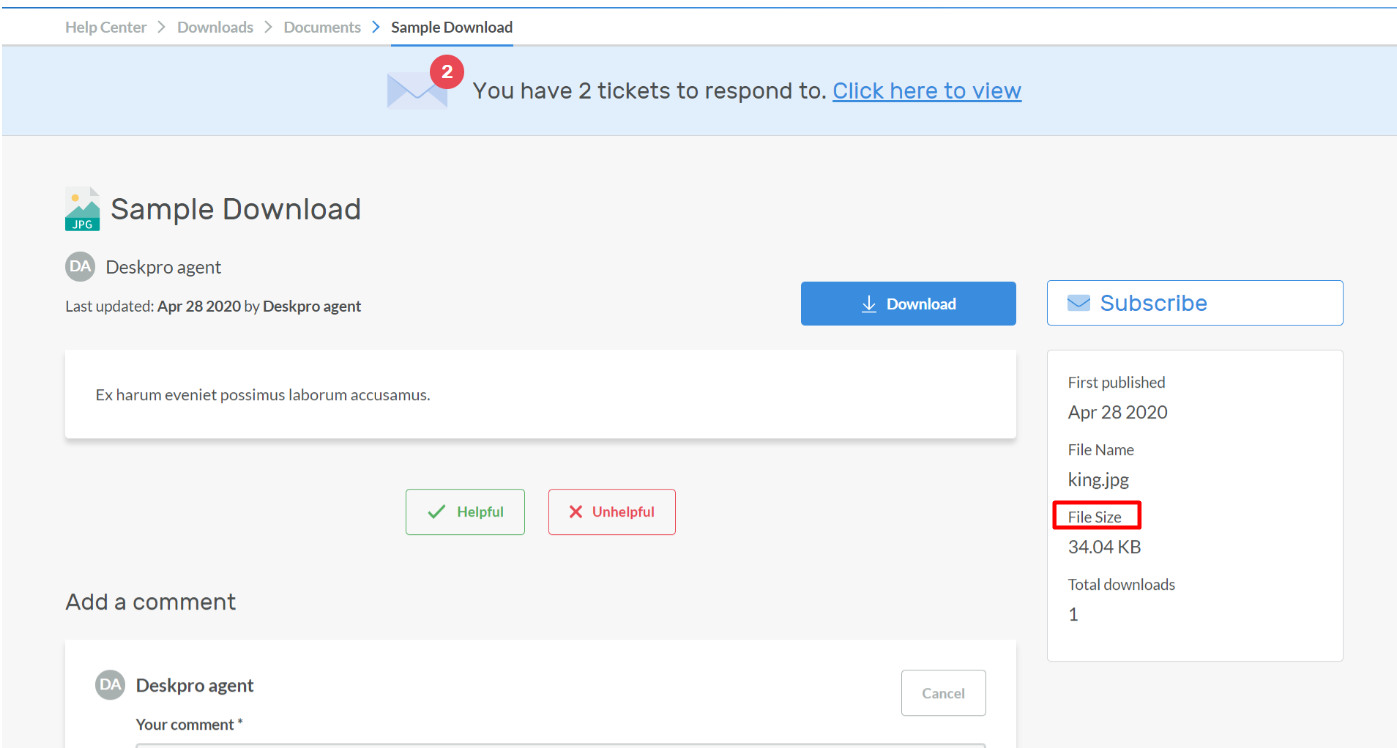 Help Center > Downloads > Documents > Sample Download
2
You have 2 tickets to respond to. Click here to view
JPG
Sample Download
DA Deskpro agent
Last updated: Apr 28 2020 by Deskpro agent
Download
Subscribe
Ex harum eveniet possimus laborum accusamus.
First published
Apr 28 2020
File Name
king.jpg
File Size
34.04 KB
Total downloads
1
Helpful
Unhelpful
Add a comment
DA Deskpro agent
Cancel
Your comment *